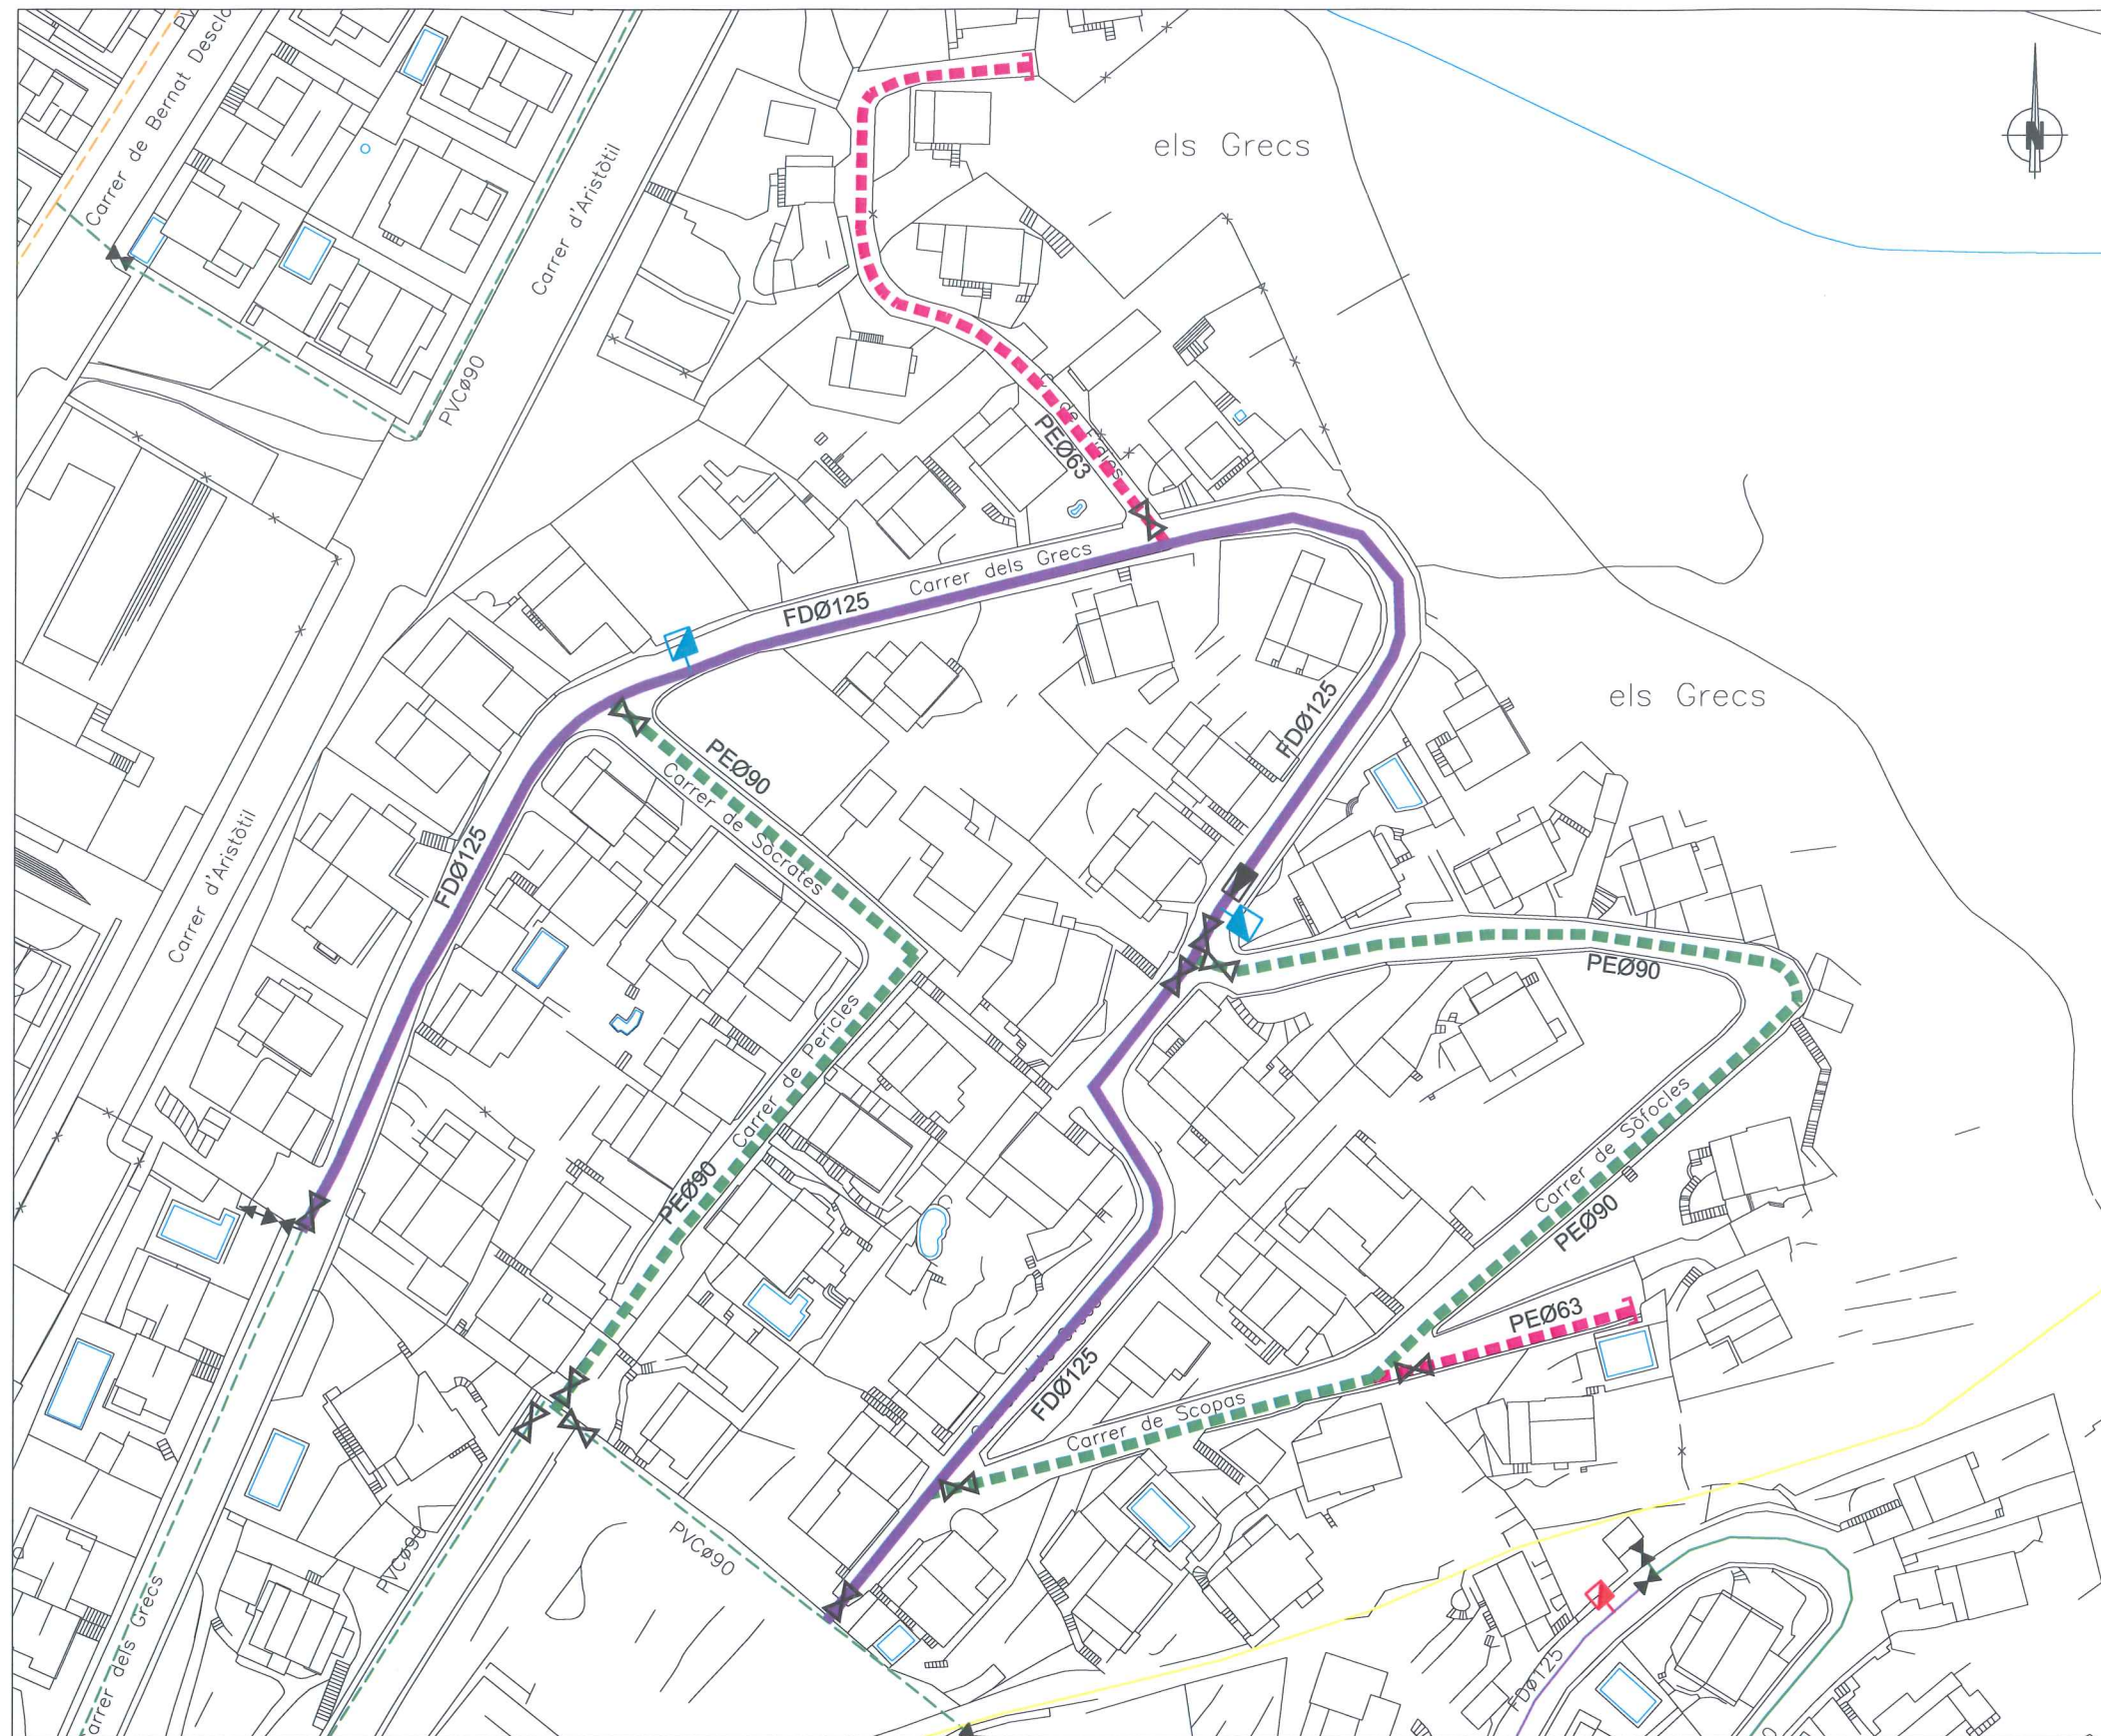 Carrer de Bernat Desclo
PV
Carrer d'Aristòtil
els Grecs
N
PVCø90
PEØ63
Carrer dels Grecs
FDØ125
els Grecs
FDØ125
PEØ90
Carrer de Sòcrates
FDØ125
Carrer d'Aristòtil
PEØ90
Carrer de Pericles
PEØ90
Carrer de Sòfocles
PEØ90
PEØ63
FDØ125
Carrer de Scopas
PVCø90
PVCø90
Carrer dels Grecs
FDø125